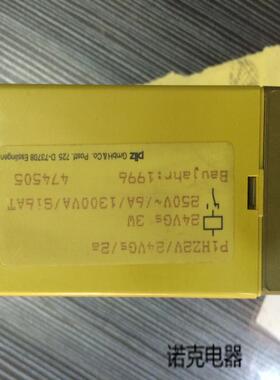 P1HZ2V/24VGs/2a
24VGs 3W
250V~/6A/1300VA/Si6AT
Baujahr:1996 474505
pilz GmbH&Co. Postf. 725 D-73708 Esslingen
诺克电器